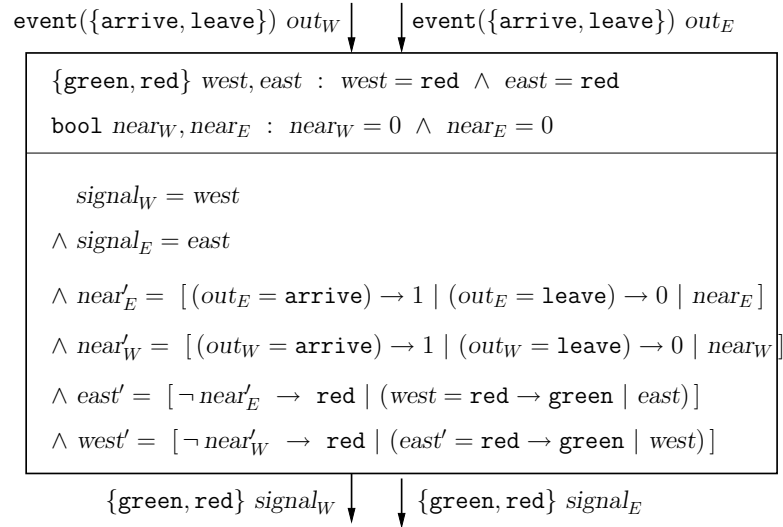 event({arrive, leave}) out_W event({arrive, leave}) out_E
{green, red} west, east : west = red ∧ east = red
bool near_W, near_E : near_W = 0 ∧ near_E = 0
signal_W = west
∧ signal_E = east
∧ near′_E = [ (out_E = arrive) → 1 | (out_E = leave) → 0 | near_E ]
∧ near′_W = [ (out_W = arrive) → 1 | (out_W = leave) → 0 | near_W ]
∧ east′ = [ ¬ near′_E → red | (west = red → green | east) ]
∧ west′ = [ ¬ near′_W → red | (east′ = red → green | west) ]
{green, red} signal_W {green, red} signal_E